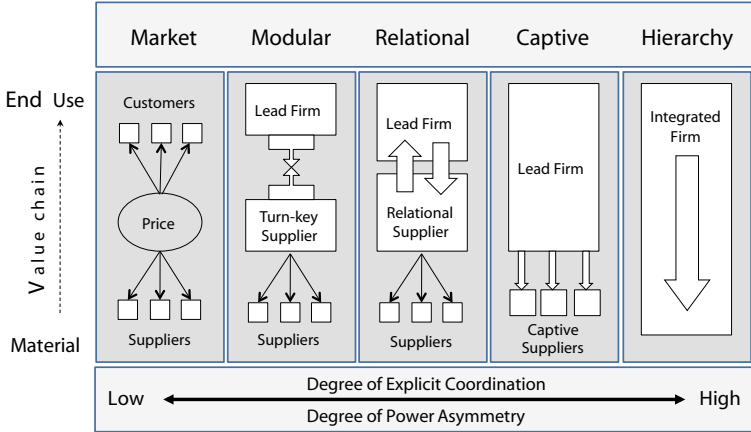 Market
Modular
Relational
Captive
Hierarchy
End Use
Value chain
Material
Customers
Price
Suppliers
Lead Firm
Turn-key
Supplier
Suppliers
Lead Firm
Relational
Supplier
Suppliers
Lead Firm
Captive
Suppliers
Integrated
Firm
Degree of Explicit Coordination
Low
High
Degree of Power Asymmetry